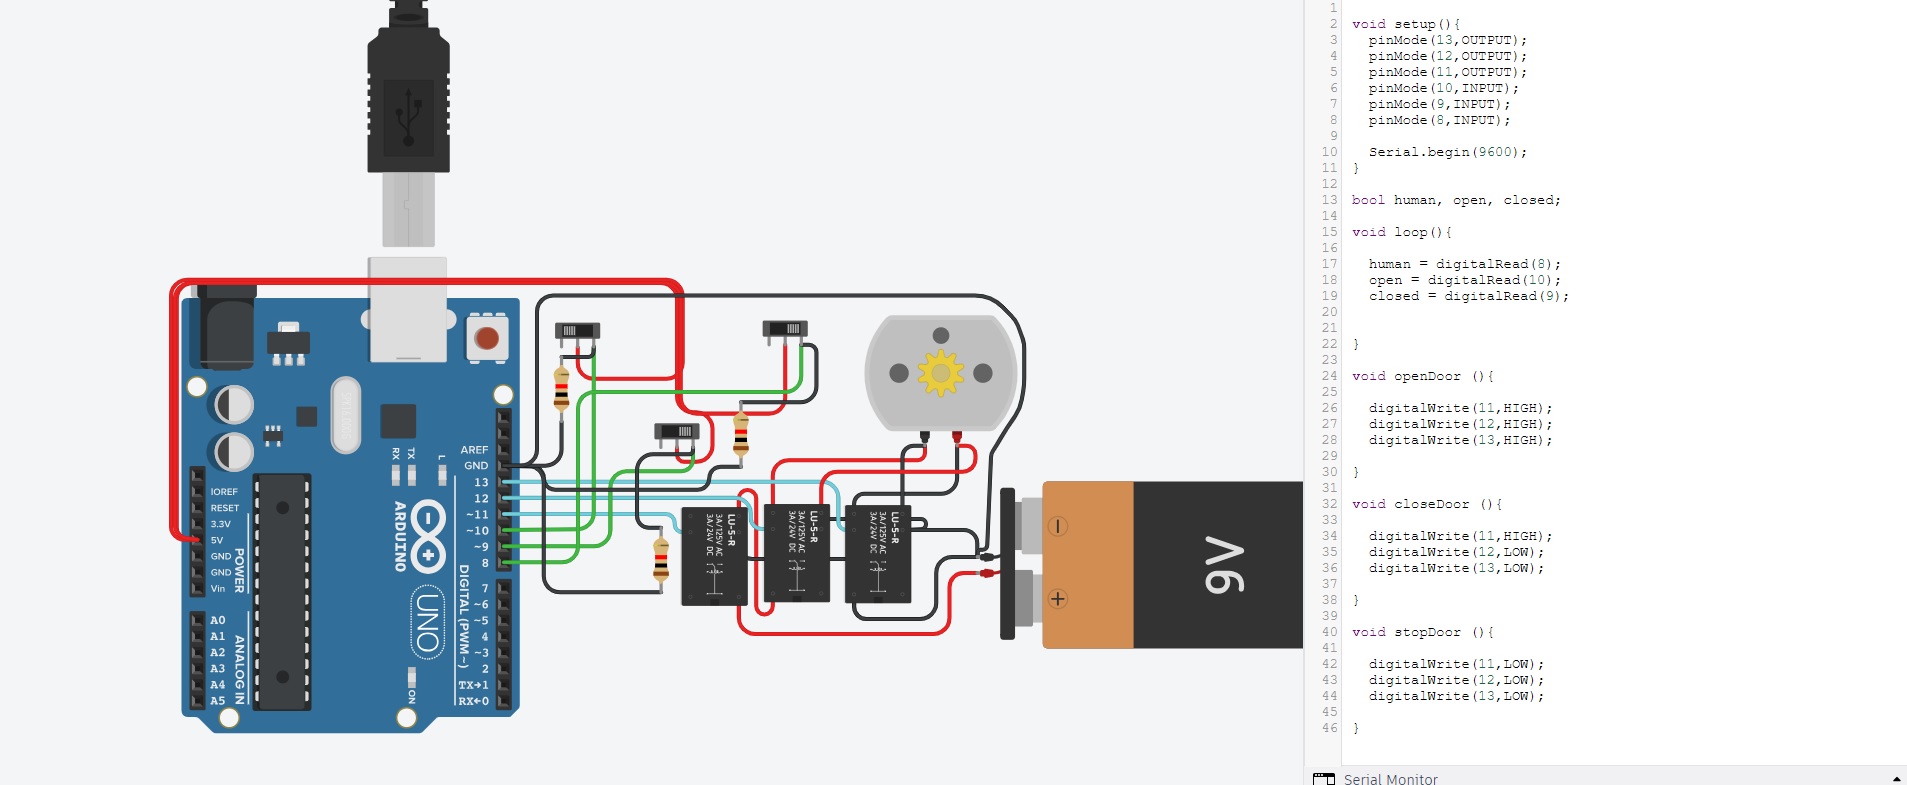 AREF
GND
13
12
~11
~10
~9
8
7
~6
~5
4
~3
2
TX→1
RX←0
DIGITAL (PWM~)
IOREF
RESET
3.3V
5V
GND
GND
Vin
POWER
A0
A1
A2
A3
A4
A5
ANALOG IN
RX
TX
L
ARDUINO
UNO
ON
LU-5-R
3A/125V AC
3A/24V DC
LU-5-R
3A/125V AC
3A/24V DC
LU-5-R
3A/125V AC
3A/24V DC
9V
1
2 void setup(){
3 pinMode(13,OUTPUT);
4 pinMode(12,OUTPUT);
5 pinMode(11,OUTPUT);
6 pinMode(10,INPUT);
7 pinMode(9,INPUT);
8 pinMode(8,INPUT);
9
10 Serial.begin(9600);
11 }
12
13 bool human, open, closed;
14
15 void loop(){
16
17 human = digitalRead(8);
18 open = digitalRead(10);
19 closed = digitalRead(9);
20
21
22 }
23
24 void openDoor (){
25
26 digitalWrite(11,HIGH);
27 digitalWrite(12,HIGH);
28 digitalWrite(13,HIGH);
29
30 }
31
32 void closeDoor (){
33
34 digitalWrite(11,HIGH);
35 digitalWrite(12,LOW);
36 digitalWrite(13,LOW);
37
38 }
39
40 void stopDoor (){
41
42 digitalWrite(11,LOW);
43 digitalWrite(12,LOW);
44 digitalWrite(13,LOW);
45
46 }
Serial Monitor